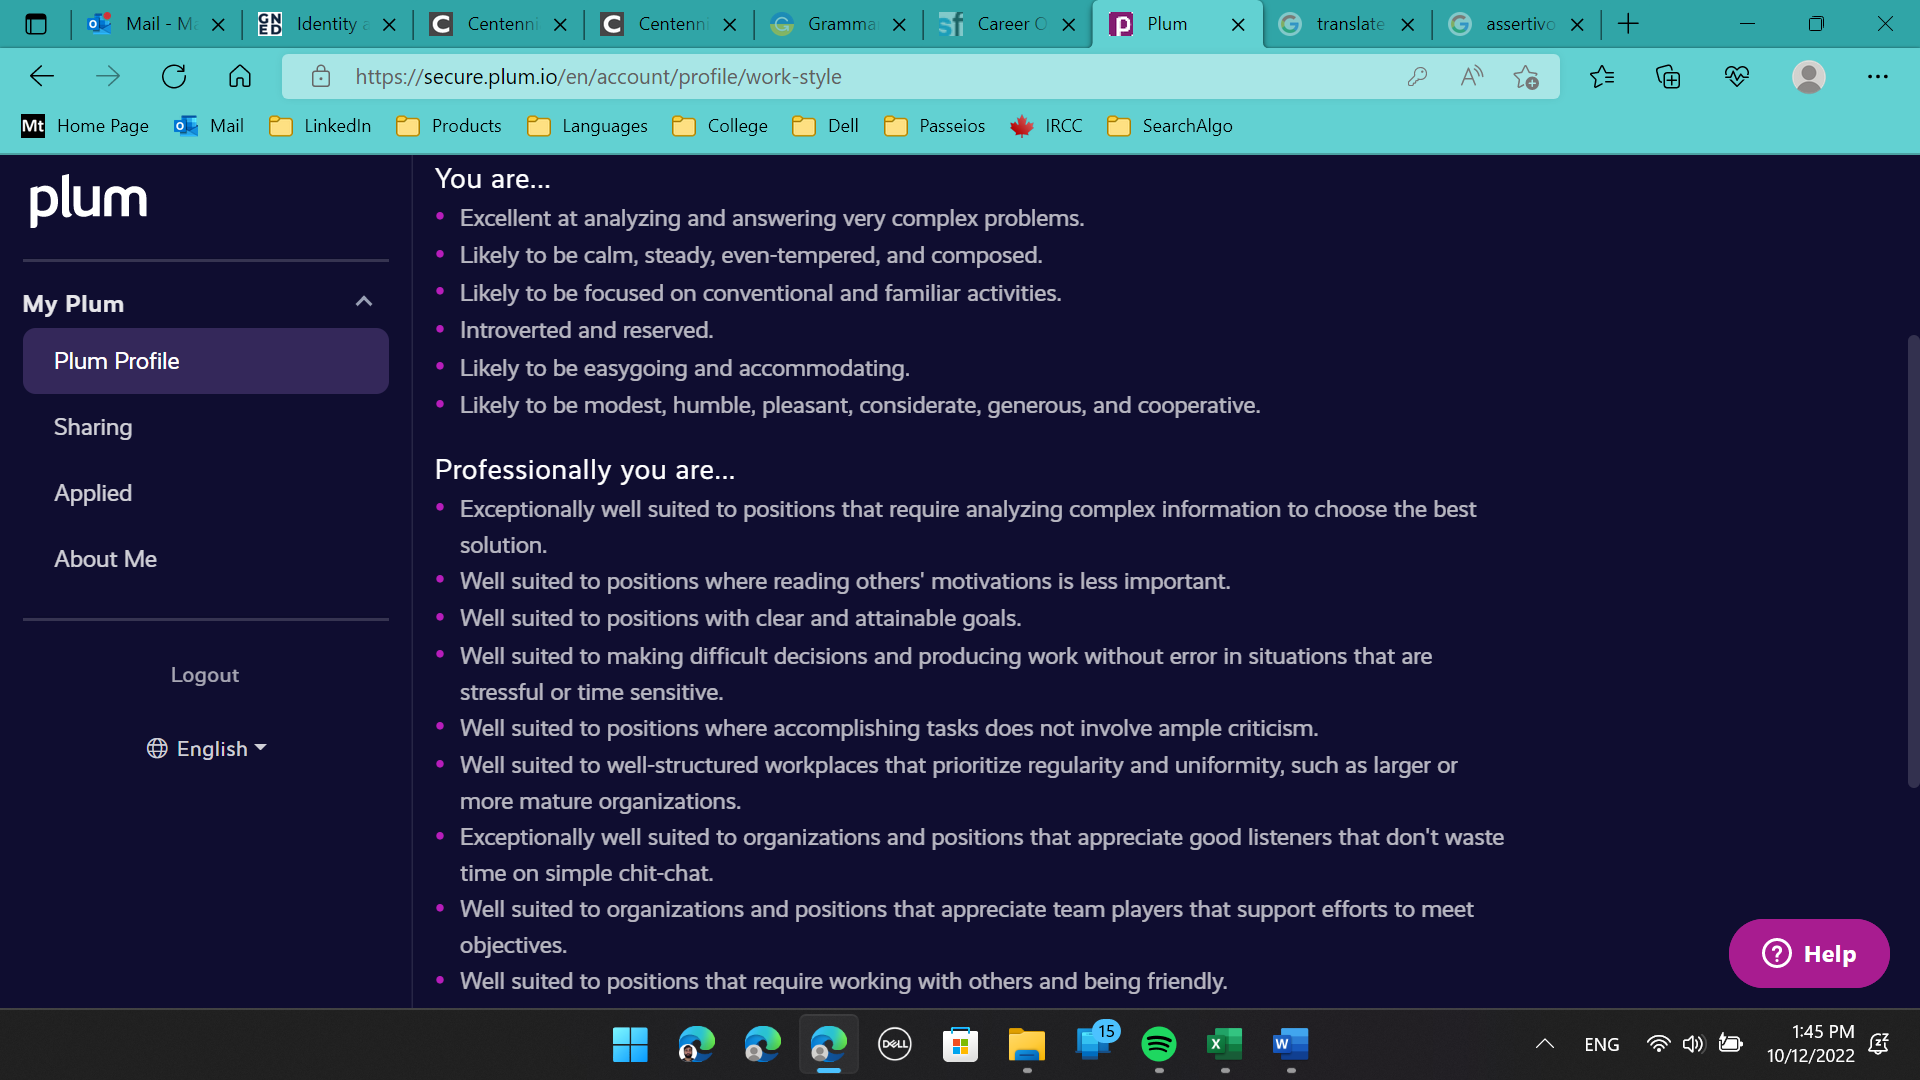 Mail - Ma
GN
ED
Identity a
Centenni
Centenni
Gramma
Career O
Plum
translate
assertivo
https://secure.plum.io/en/account/profile/work-style
Mt Home Page
Mail
LinkedIn
Products
Languages
College
Dell
Passeios
IRCC
SearchAlgo
plum
My Plum
Plum Profile
Sharing
Applied
About Me
Logout
English
You are...
Excellent at analyzing and answering very complex problems.
Likely to be calm, steady, even-tempered, and composed.
Likely to be focused on conventional and familiar activities.
Introverted and reserved.
Likely to be easygoing and accommodating.
Likely to be modest, humble, pleasant, considerate, generous, and cooperative.
Professionally you are...
Exceptionally well suited to positions that require analyzing complex information to choose the best
solution.
Well suited to positions where reading others' motivations is less important.
Well suited to positions with clear and attainable goals.
Well suited to making difficult decisions and producing work without error in situations that are
stressful or time sensitive.
Well suited to positions where accomplishing tasks does not involve ample criticism.
Well suited to well-structured workplaces that prioritize regularity and uniformity, such as larger or
more mature organizations.
Exceptionally well suited to organizations and positions that appreciate good listeners that don't waste
time on simple chit-chat.
Well suited to organizations and positions that appreciate team players that support efforts to meet
objectives.
Well suited to positions that require working with others and being friendly.
Help
DELL
15
ENG
1:45 PM
10/12/2022